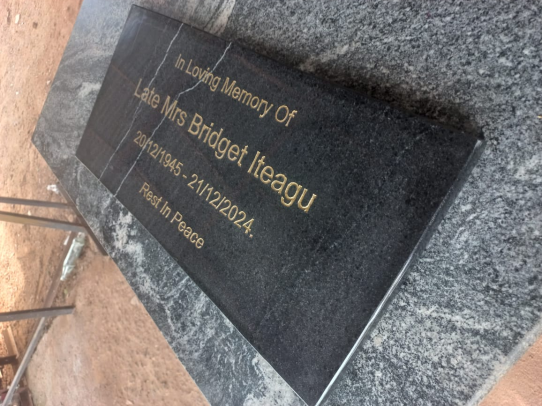 In Loving Memory Of
Late Mrs Bridget Iteagu
20/12/1945 - 21/12/2024.
Rest In Peace